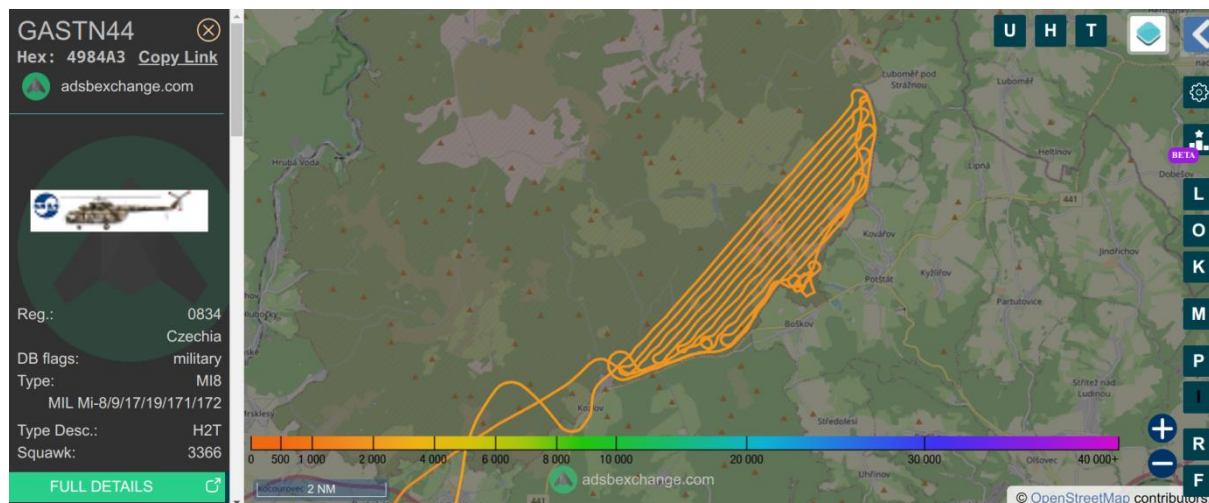 GASTN44
Hex: 4984A3 Copy Link
adsbexchange.com
Reg.: 0834
Czechia
DB flags: military
Type: MI8
MIL Mi-8/9/17/19/171/172
Type Desc.: H2T
Squawk: 3366
FULL DETAILS
U H T
Luboměř pod
Strážnou
Luboměř
Hrubá Voda
BETA
Heltínov
Lipná
Dobešov
441
L
O
Kovářov
Jindřichov
K
Potštát
Kyžlířov
Partutovice
M
Boškov
P
Střítež nad
Ludinou
I
Mrsklesy
Kozlov
Středolesí
R
0 500 1 000 2 000 4 000 6 000 8 000 10 000 20 000 30 000 40 000+
Olšovec
adsbexchange.com
Uhřínov
F
Kocourovec
2 NM
441
© OpenStreetMap contributors